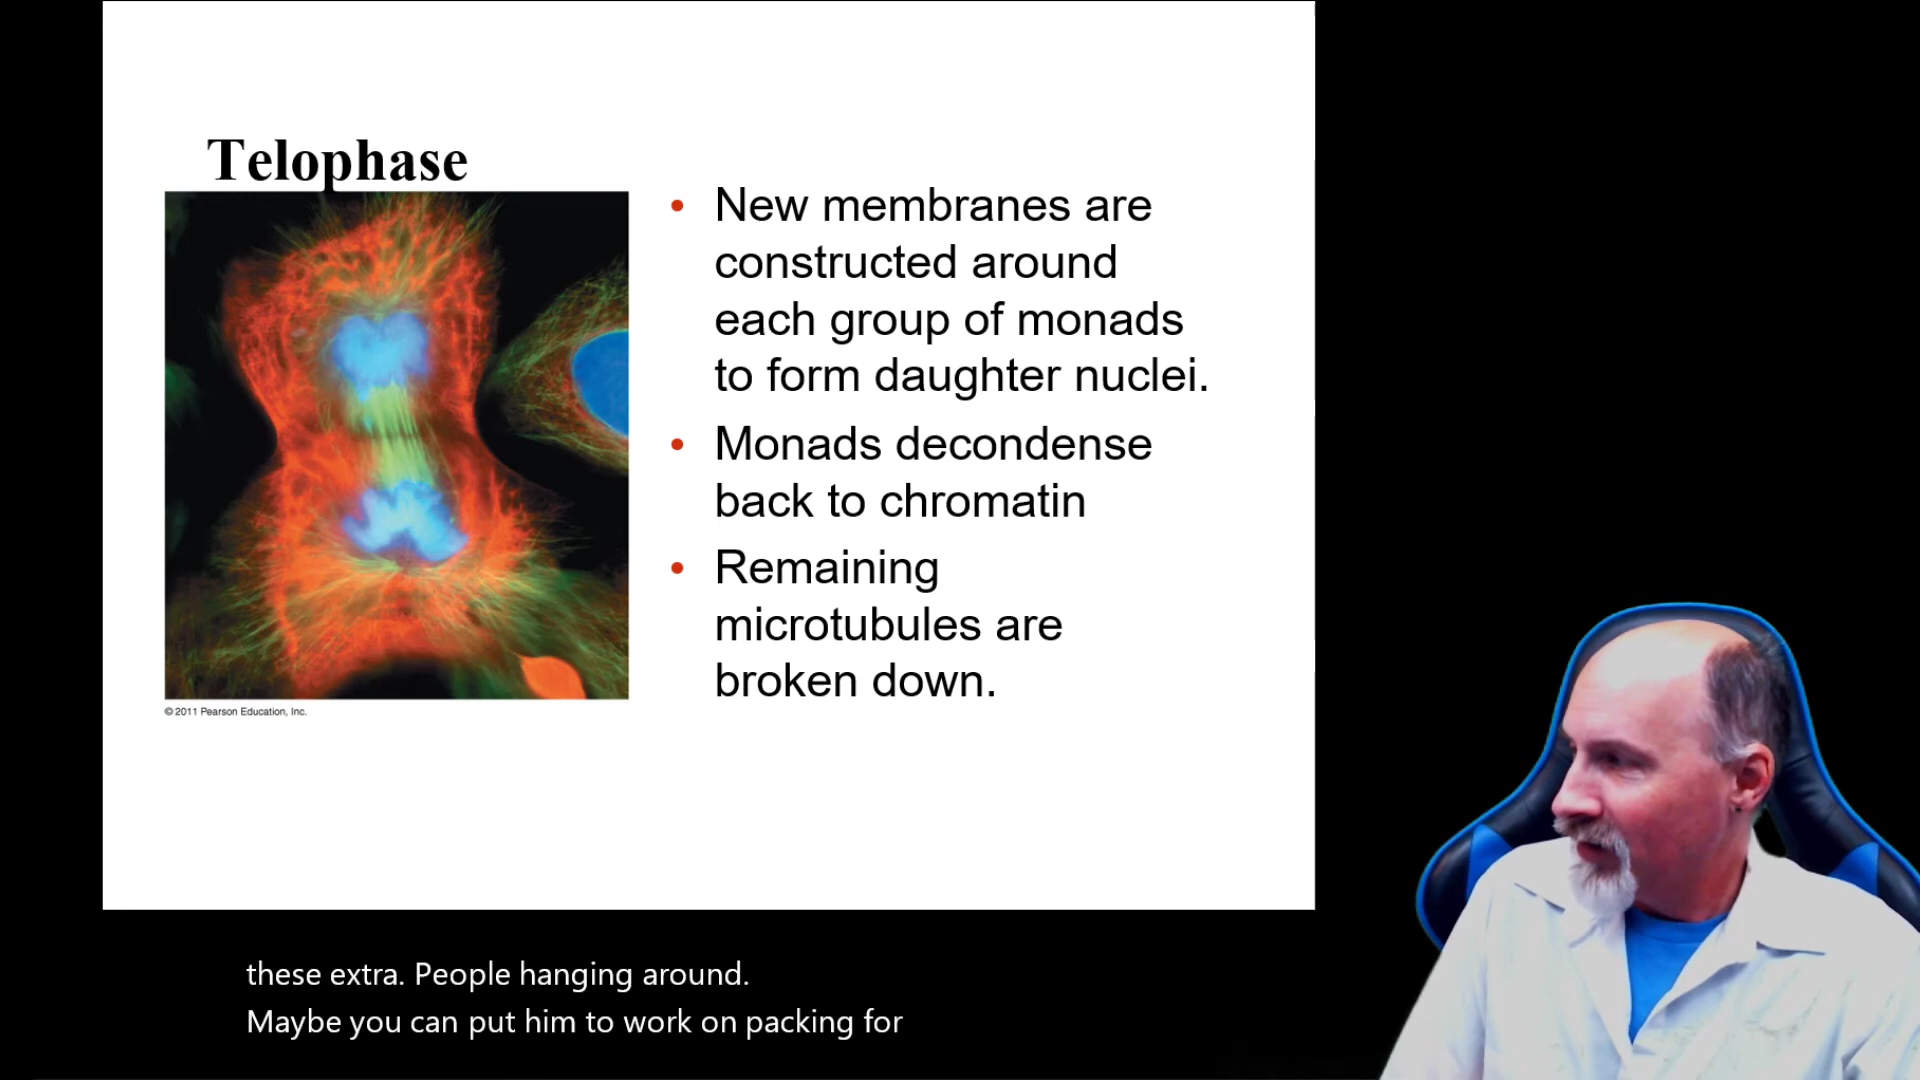 Telophase
• New membranes are
constructed around
each group of monads
to form daughter nuclei.
• Monads decondense
back to chromatin
• Remaining
microtubules are
broken down.
© 2011 Pearson Education, Inc.
these extra. People hanging around.
Maybe you can put him to work on packing for